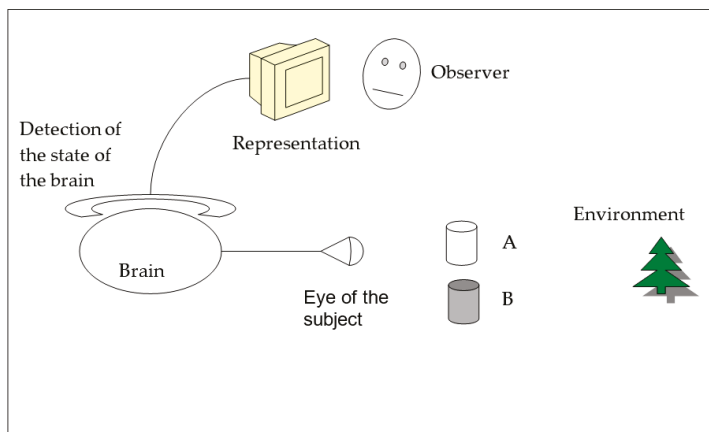 Observer
Detection of
the state of
the brain
Representation
Environment
A
Brain
B
Eye of the
subject